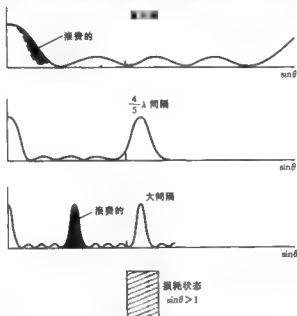 浪费的
sinθ
4/5 λ 间隔
sinθ
大间隔
浪费的
sinθ
损耗状态
sinθ>1